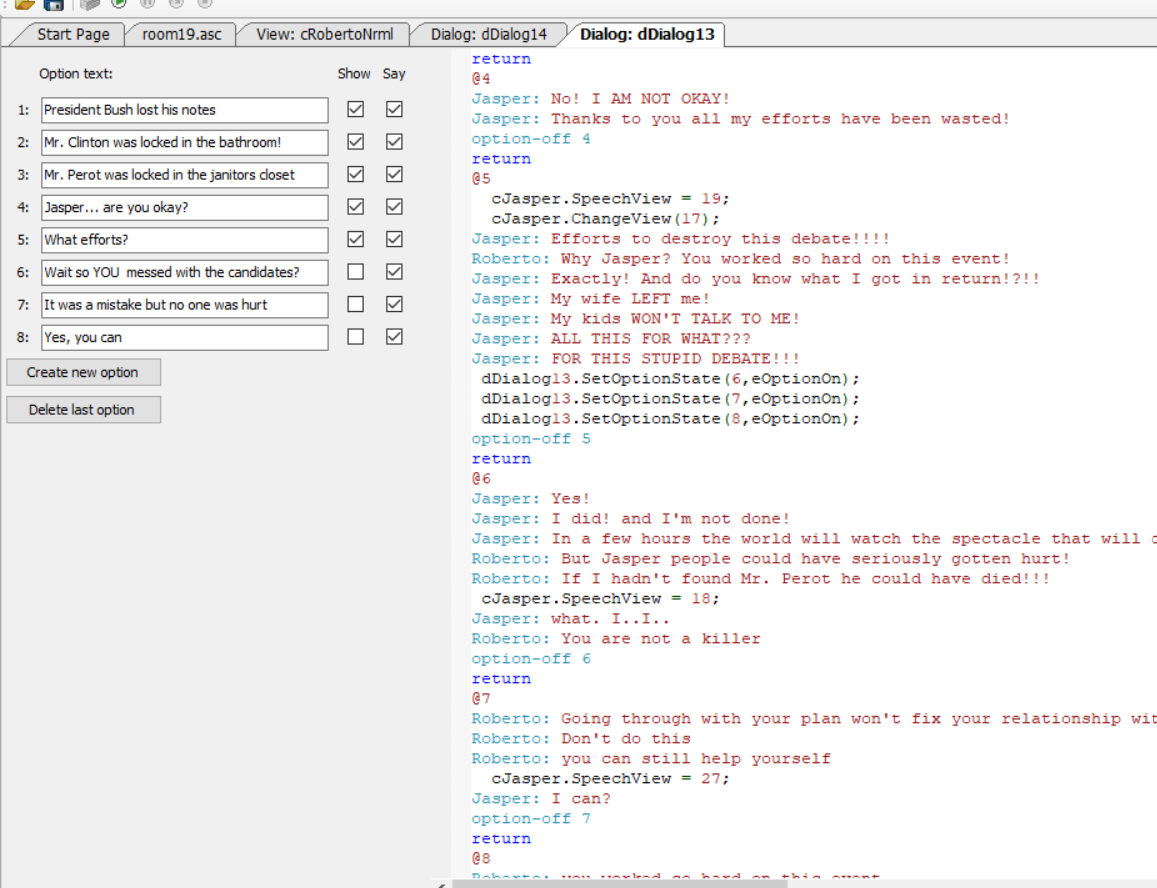 Start Page room19.asc View: cRobertoNrml Dialog: dDialog14 Dialog: dDialog13
Option text: Show Say
1: President Bush lost his notes
2: Mr. Clinton was locked in the bathroom!
3: Mr. Perot was locked in the janitors closet
4: Jasper... are you okay?
5: What efforts?
6: Wait so YOU  messed with the candidates?
7: It was a mistake but no one was hurt
8: Yes, you can
Create new option
Delete last option
return
@4
Jasper: No! I AM NOT OKAY!
Jasper: Thanks to you all my efforts have been wasted!
option-off 4
return
@5
cJasper.SpeechView = 19;
cJasper.ChangeView(17);
Jasper: Efforts to destroy this debate!!!!
Roberto: Why Jasper? You worked so hard on this event!
Jasper: Exactly! And do you know what I got in return!?!!
Jasper: My wife LEFT me!
Jasper: My kids WON'T TALK TO ME!
Jasper: ALL THIS FOR WHAT???
Jasper: FOR THIS STUPID DEBATE!!!
dDialog13.SetOptionState(6,eOptionOn);
dDialog13.SetOptionState(7,eOptionOn);
dDialog13.SetOptionState(8,eOptionOn);
option-off 5
return
@6
Jasper: Yes!
Jasper: I did! and I'm not done!
Jasper: In a few hours the world will watch the spectacle that will
Roberto: But Jasper people could have seriously gotten hurt!
Roberto: If I hadn't found Mr. Perot he could have died!!!
cJasper.SpeechView = 18;
Jasper: what. I..I..
Roberto: You are not a killer
option-off 6
return
@7
Roberto: Going through with your plan won't fix your relationship wit
Roberto: Don't do this
Roberto: you can still help yourself
cJasper.SpeechView = 27;
Jasper: I can?
option-off 7
return
@8
Roberto: you worked so hard on this event